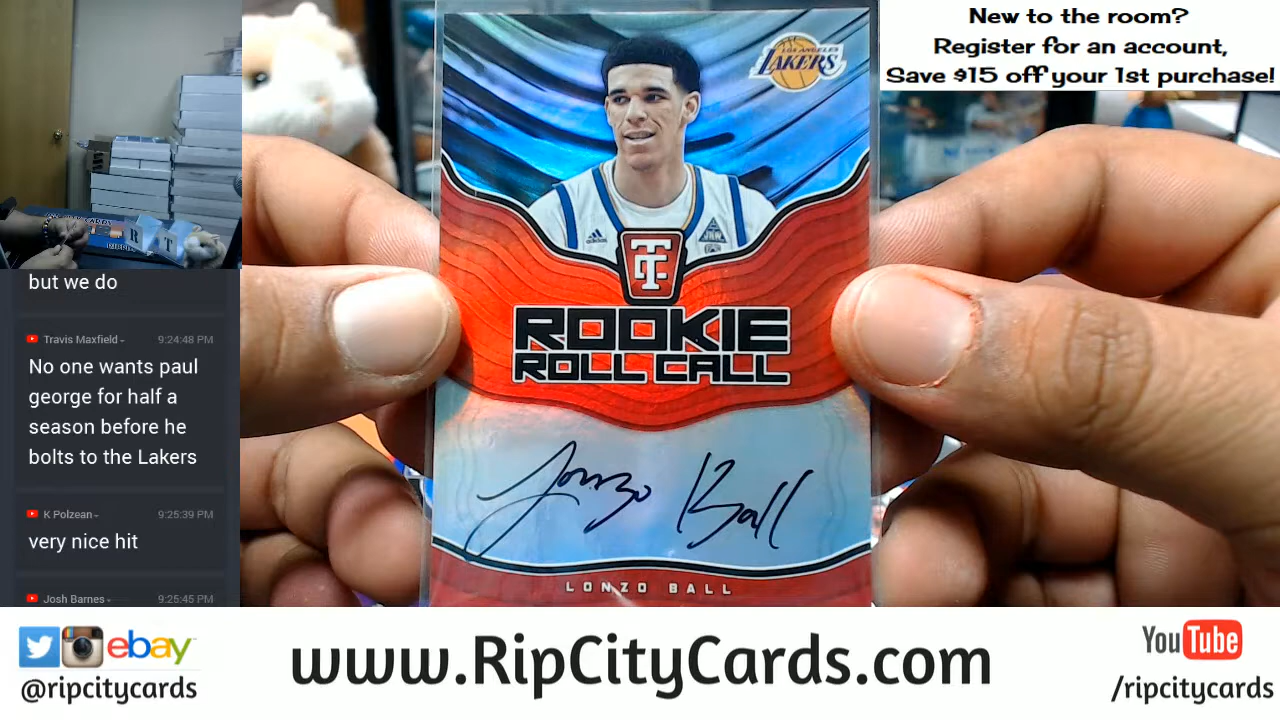 New to the room?
Register for an account,
Save $15 off your 1st purchase!
LOS ANGELES
LAKERS
adidas
TC
ROOKIE
ROLL CALL
Lonzo Ball
LONZO BALL
R T
but we do
Travis Maxfield
9:24:48 PM
No one wants paul
george for half a
season before he
bolts to the Lakers
K Polzean
9:25:39 PM
very nice hit
Josh Barnes
9:25:45 PM
ebay
@ripcitycards
www.RipCityCards.com
YouTube
/ripcitycards